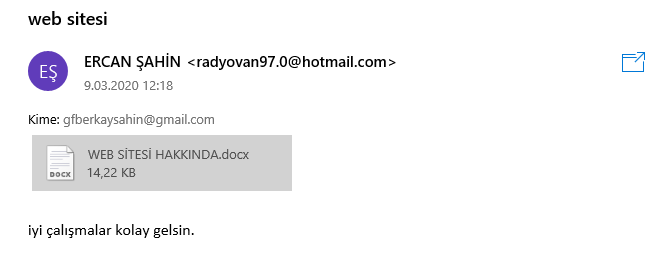 web sitesi
EŞ
ERCAN ŞAHİN <radyovan97.0@hotmail.com>
9.03.2020 12:18
Kime: gfberkaysahin@gmail.com
DOCX
WEB SİTESİ HAKKINDA.docx
14,22 KB
iyi çalışmalar kolay gelsin.